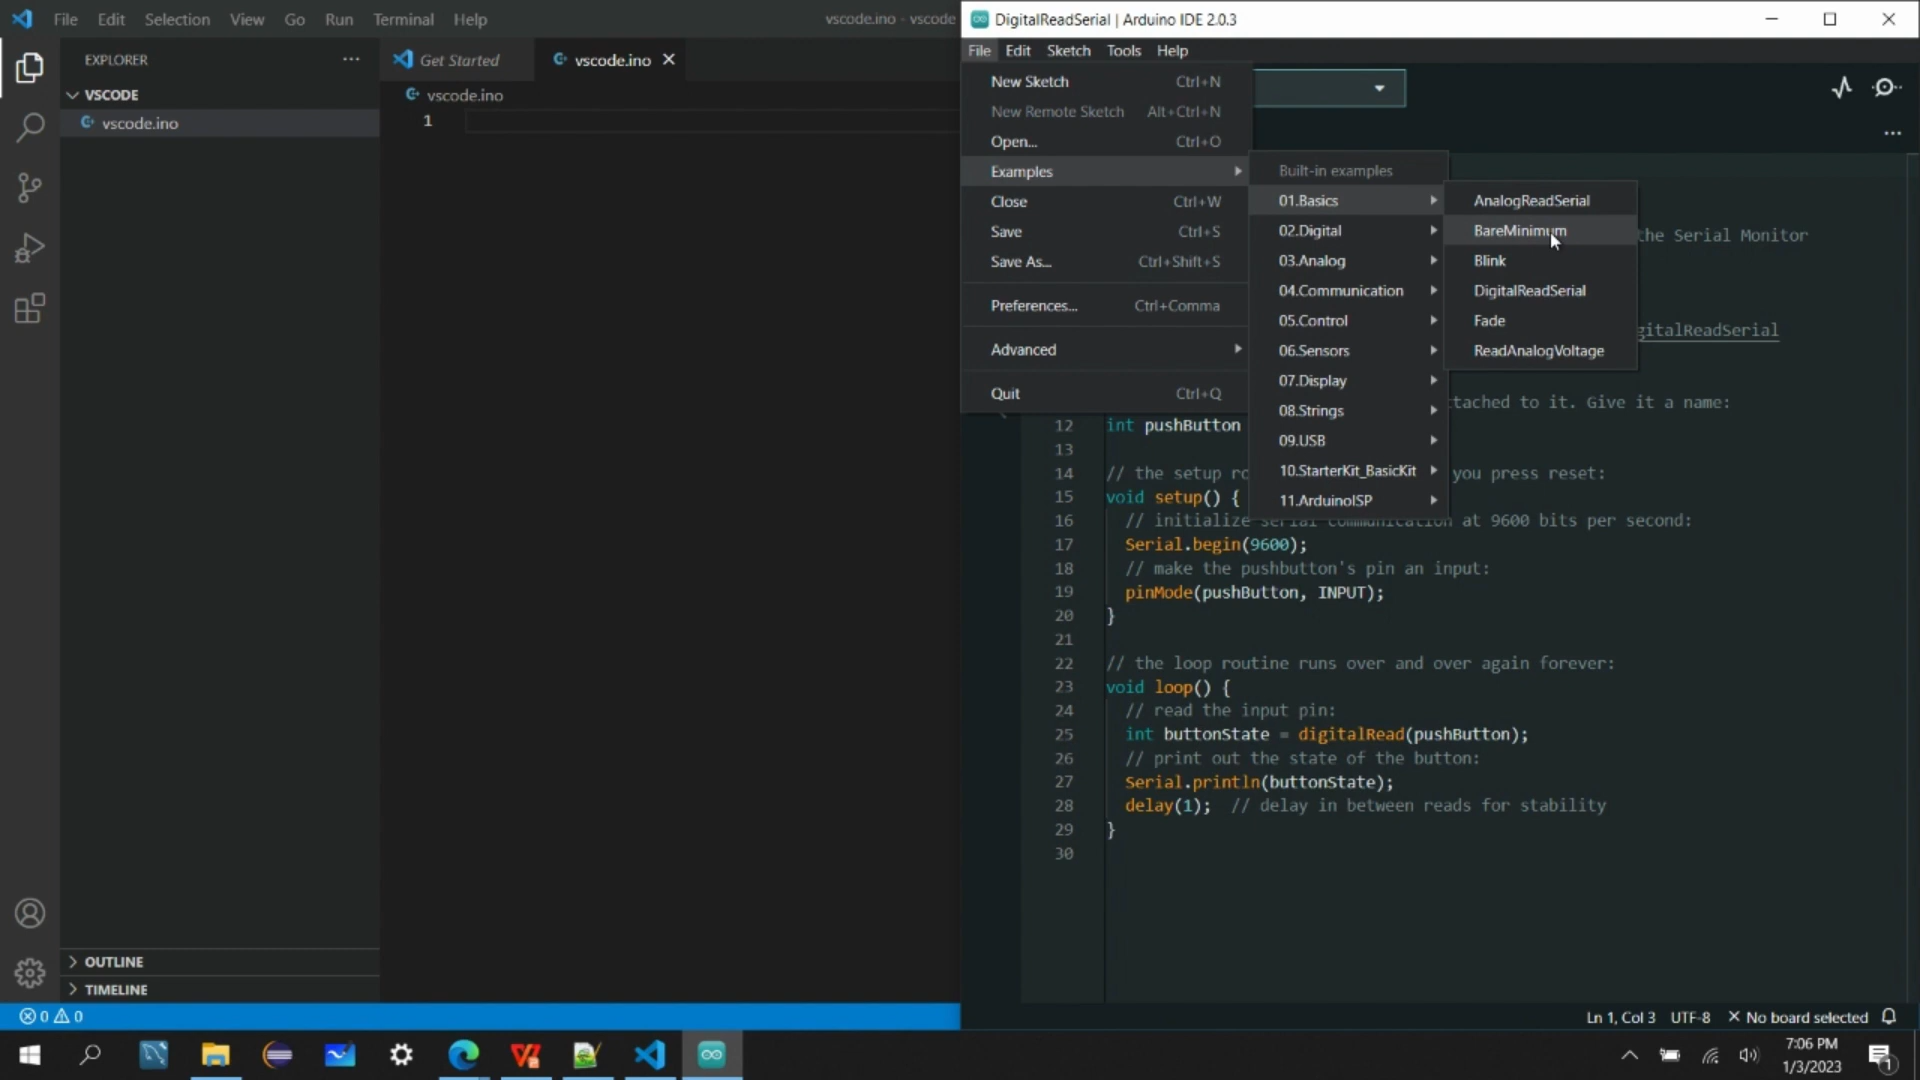 File Edit Selection View Go Run Terminal Help
vscode.ino - vscode
EXPLORER
VSCODE
vscode.ino
Get Started
vscode.ino
vscode.ino
1
OUTLINE
TIMELINE
0 0
DigitalReadSerial | Arduino IDE 2.0.3
File Edit Sketch Tools Help
New Sketch Ctrl+N
New Remote Sketch Alt+Ctrl+N
Open... Ctrl+O
Examples
Close Ctrl+W
Save Ctrl+S
Save As... Ctrl+Shift+S
Preferences... Ctrl+Comma
Advanced
Quit Ctrl+Q
Built-in examples
01.Basics
02.Digital
03.Analog
04.Communication
05.Control
06.Sensors
07.Display
08.Strings
09.USB
10.StarterKit_BasicKit
11.ArduinoISP
AnalogReadSerial
BareMinimum
Blink
DigitalReadSerial
Fade
ReadAnalogVoltage
the Serial Monitor
gitalReadSerial
tached to it. Give it a name:
12 int pushButton
13
14 // the setup ro you press reset:
15 void setup() {
16 // initialize serial communication at 9600 bits per second:
17 Serial.begin(9600);
18 // make the pushbutton's pin an input:
19 pinMode(pushButton, INPUT);
20 }
21
22 // the loop routine runs over and over again forever:
23 void loop() {
24 // read the input pin:
25 int buttonState = digitalRead(pushButton);
26 // print out the state of the button:
27 Serial.println(buttonState);
28 delay(1); // delay in between reads for stability
29 }
30
Ln 1, Col 3 UTF-8 No board selected
7:06 PM
1/3/2023
1